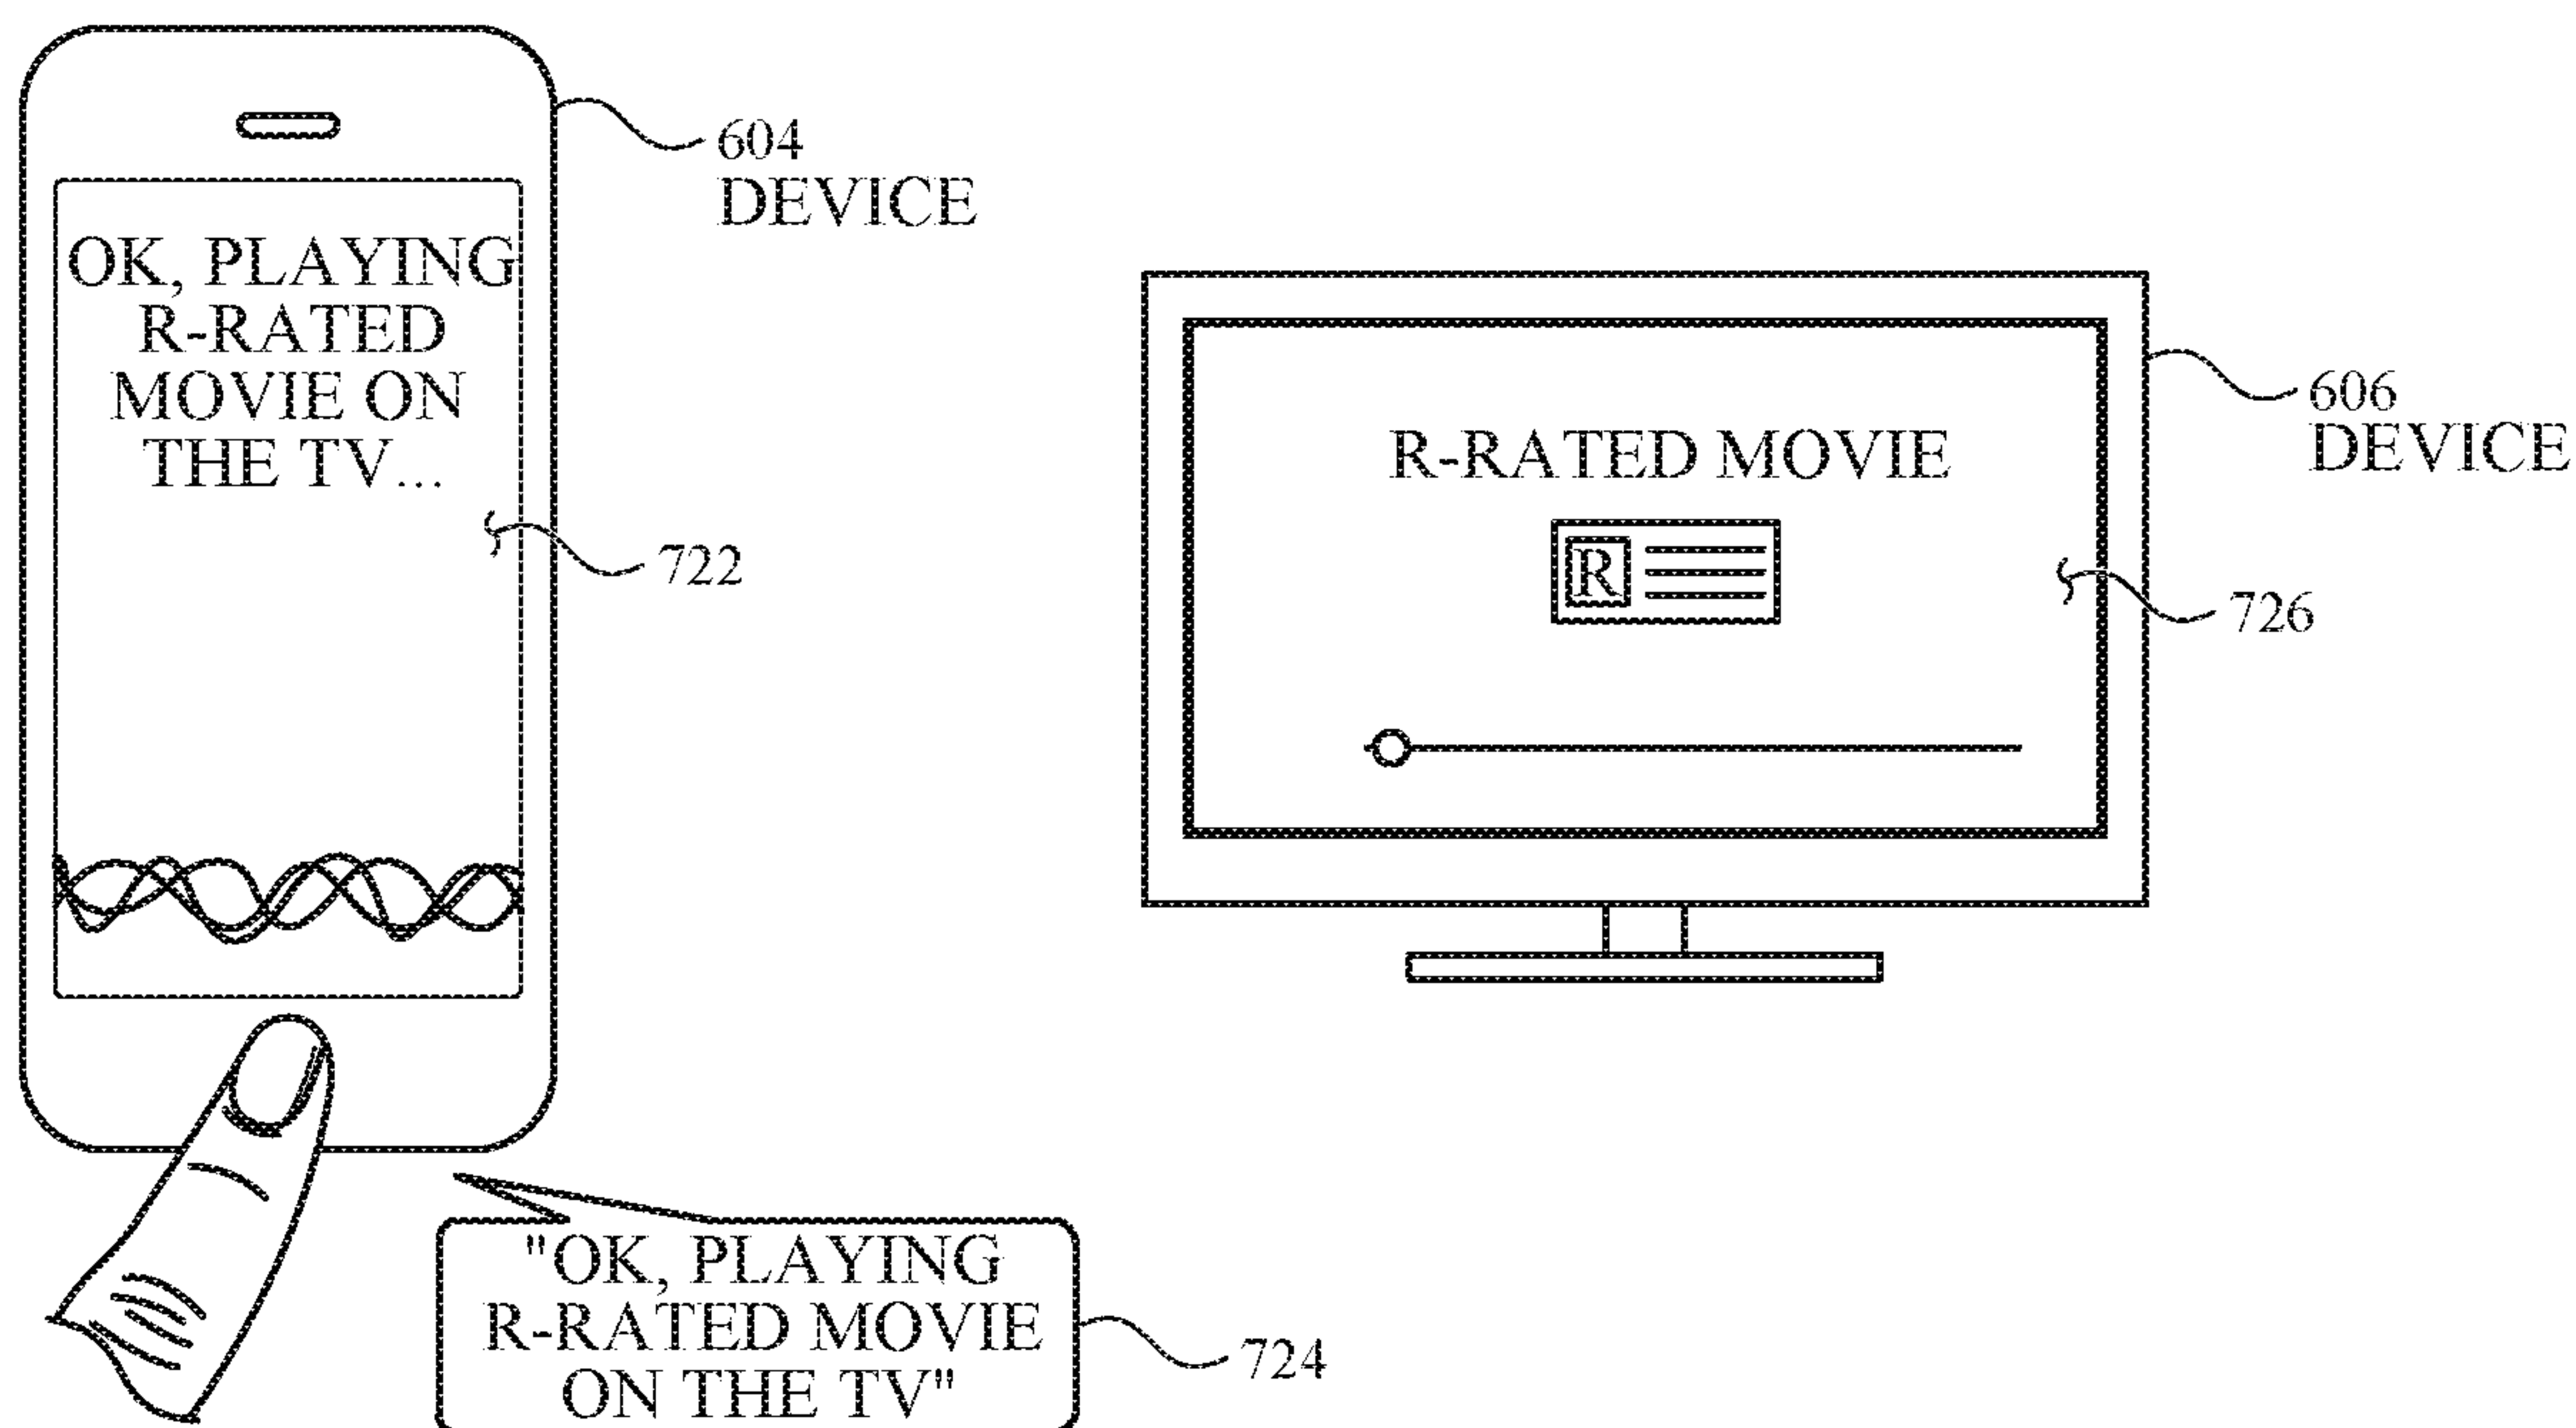 604
DEVICE
OK, PLAYING
R-RATED
MOVIE ON
THE TV...
722
606
DEVICE
R-RATED MOVIE
R
726
"OK, PLAYING
R-RATED MOVIE
ON THE TV"
724